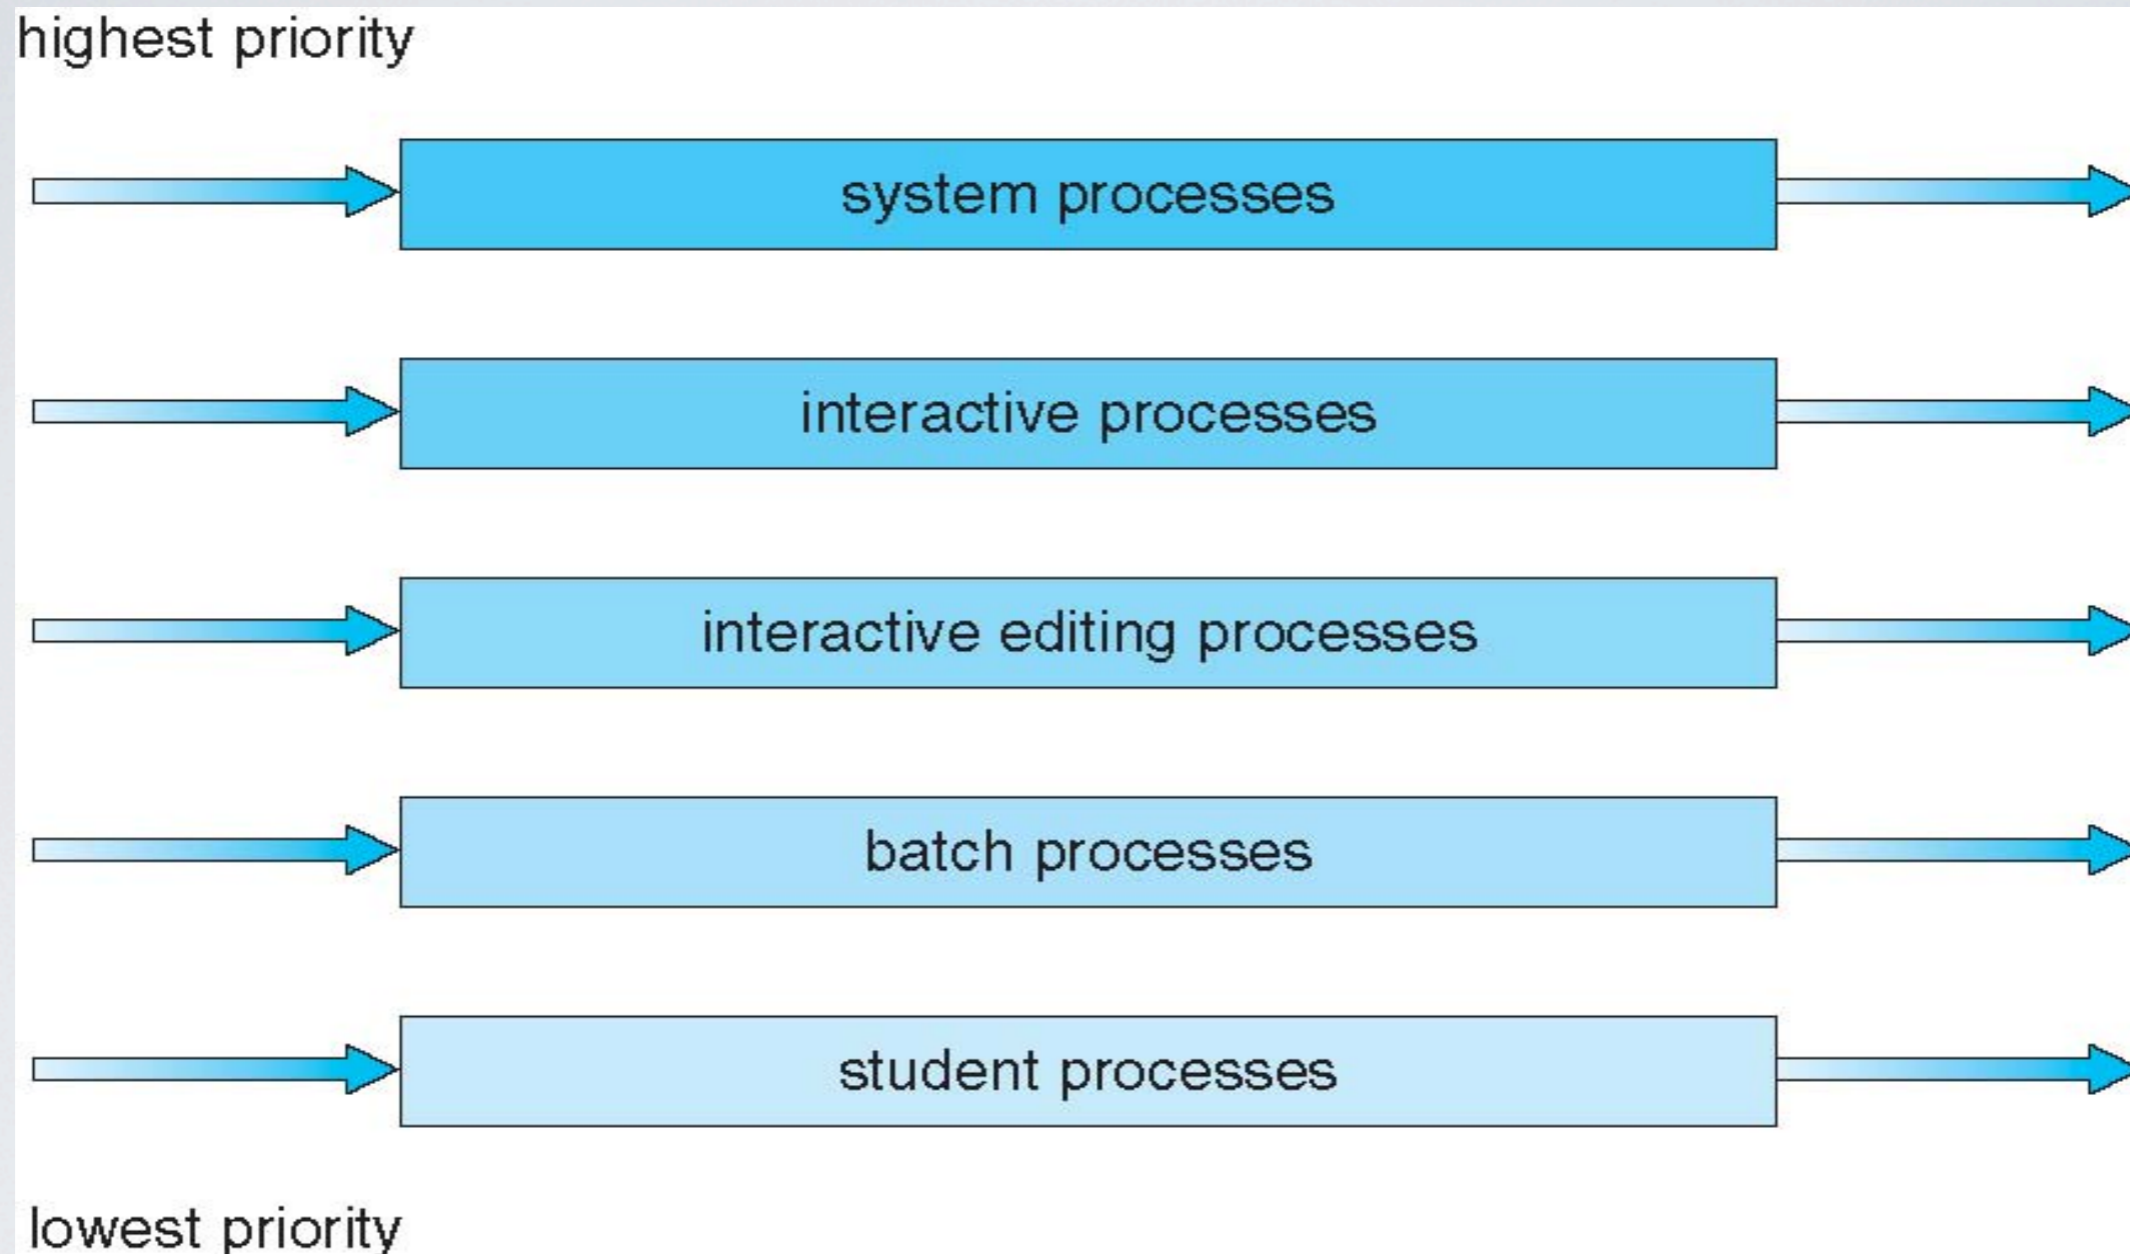 highest priority
system processes
interactive processes
interactive editing processes
batch processes
student processes
lowest priority